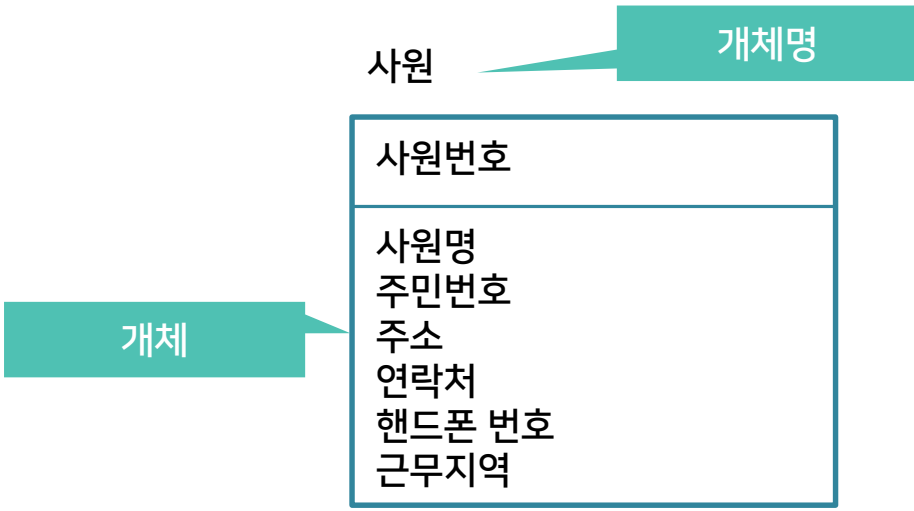 개체명
사원
사원번호
사원명
주민번호
주소
연락처
핸드폰 번호
근무지역
개체